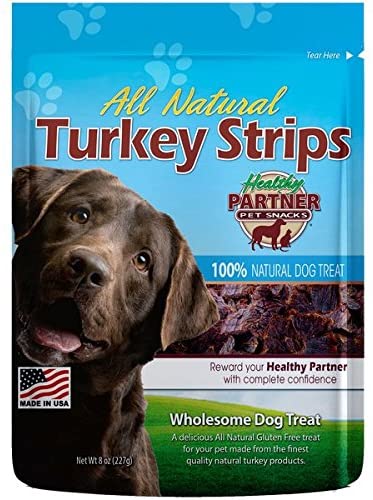 Tear Here
All Natural
Turkey Strips
Healthy
PARTNER
PET SNACKS
100% NATURAL DOG TREAT
Reward your Healthy Partner
with complete confidence
MADE IN USA
Wholesome Dog Treat
A delicious All Natural Gluten Free treat
for your pet made from the finest
quality natural turkey products.
Net Wt 8 oz (227g)